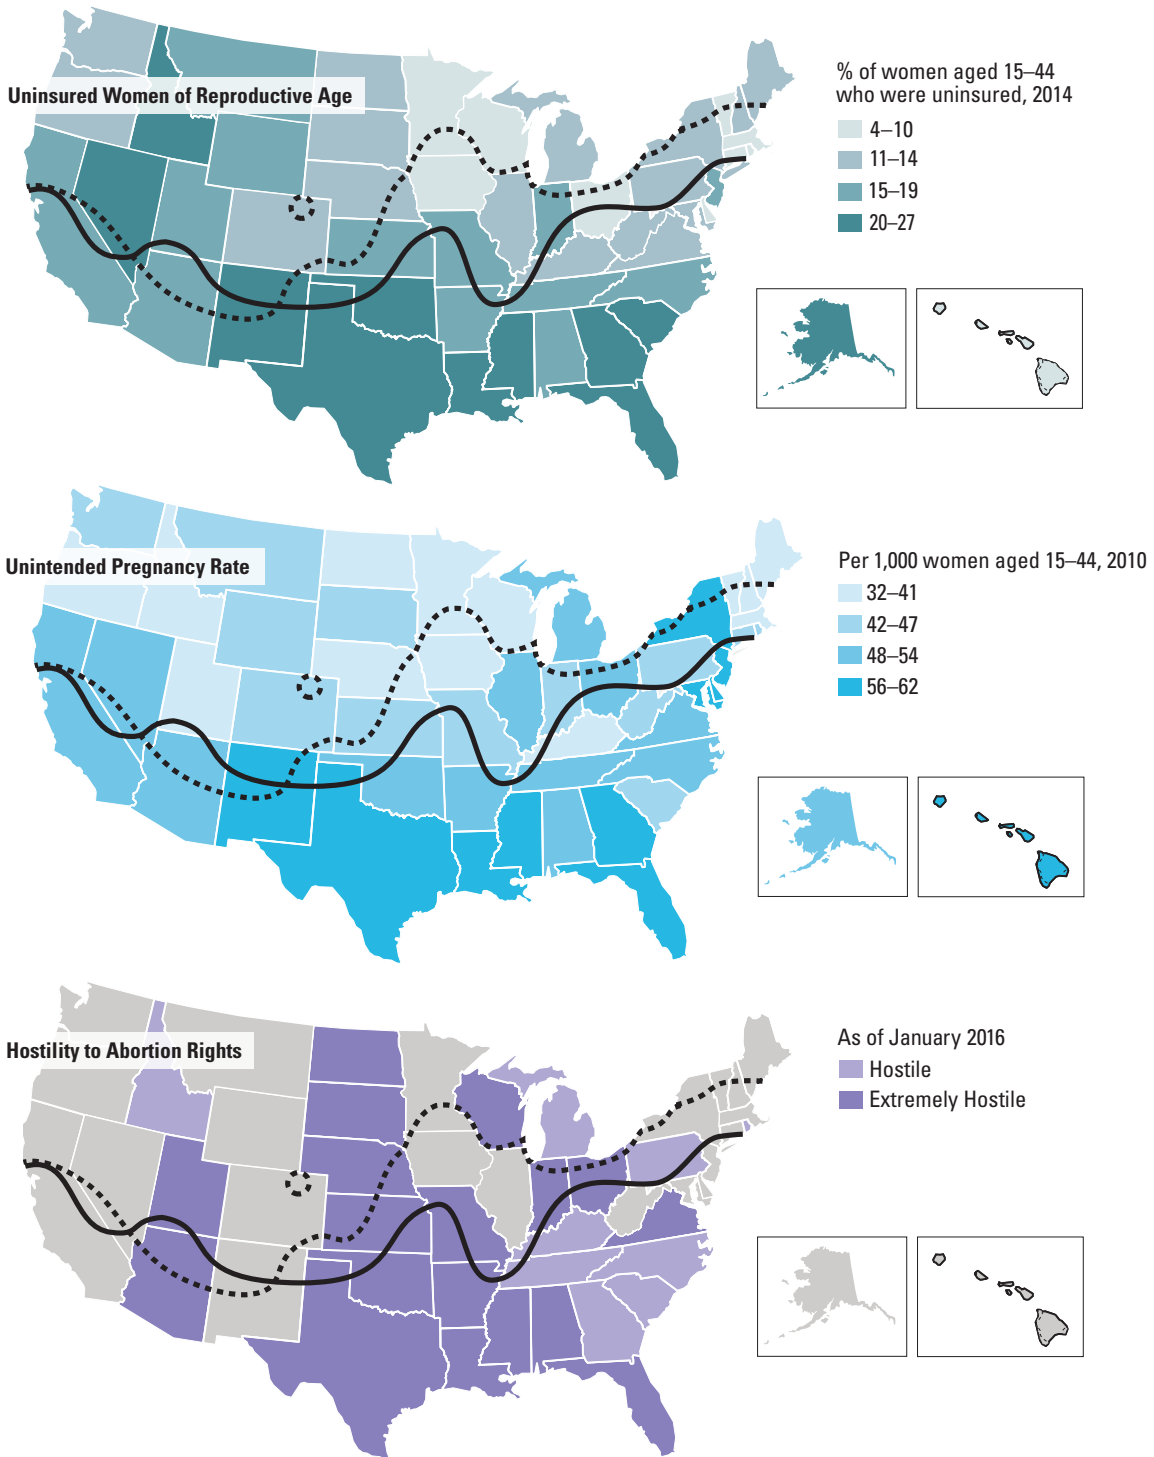 Uninsured Women of Reproductive Age
% of women aged 15–44
who were uninsured, 2014
4–10
11–14
15–19
20–27
Unintended Pregnancy Rate
Per 1,000 women aged 15–44, 2010
32–41
42–47
48–54
56–62
Hostility to Abortion Rights
As of January 2016
Hostile
Extremely Hostile